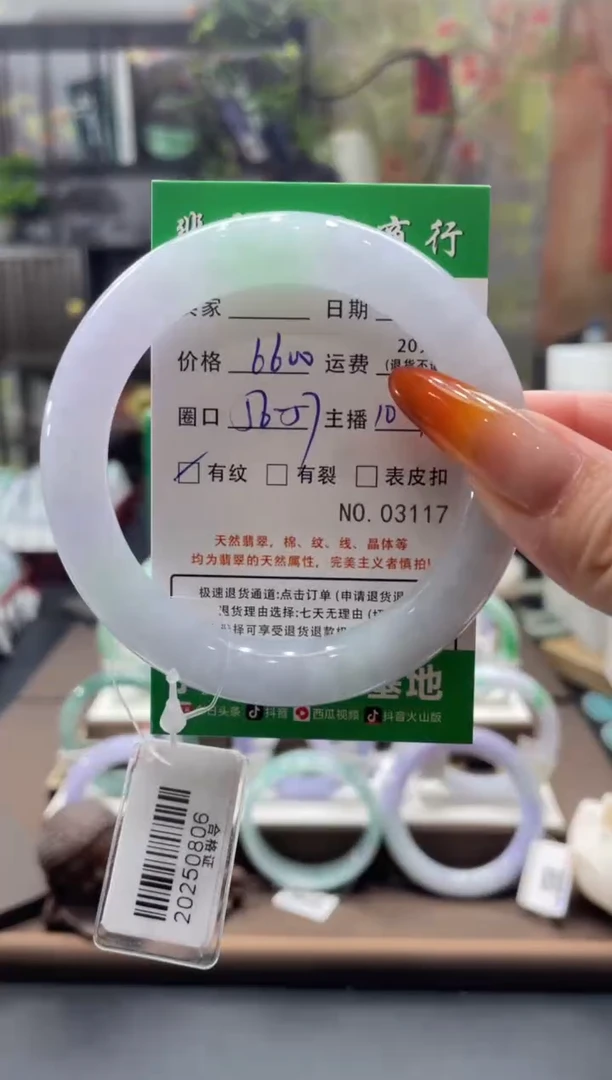 翡 商行
家 日期
价格 6600 运费 20
(退货不
圈口 主播 10
有纹 有裂 表皮扣
NO. 03117
天然翡翠，棉、纹、线、晶体等
均为翡翠的天然属性，完美主义者慎拍!
极速退货通道:点击订单(申请退货退
退货理由选择:七天无理由(
择可享受退货退款
基地
头条 抖音 西瓜视频 抖音火山版
合格证
20250806